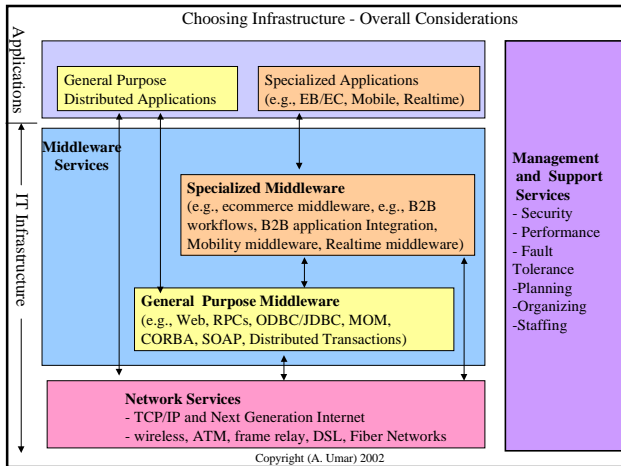 Choosing Infrastructure - Overall Considerations
Applications
General Purpose
Distributed Applications
Specialized Applications
(e.g., EB/EC, Mobile, Realtime)
IT Infrastructure
Middleware
Services
Specialized Middleware
(e.g., ecommerce middleware, e.g., B2B
workflows, B2B application Integration,
Mobility middleware, Realtime middleware)
General Purpose Middleware
(e.g., Web, RPCs, ODBC/JDBC, MOM,
CORBA, SOAP, Distributed Transactions)
Network Services
- TCP/IP and Next Generation Internet
- wireless, ATM, frame relay, DSL, Fiber Networks
Management
and Support
Services
- Security
- Performance
- Fault
Tolerance
-Planning
-Organizing
-Staffing
Copyright (A. Umar) 2002